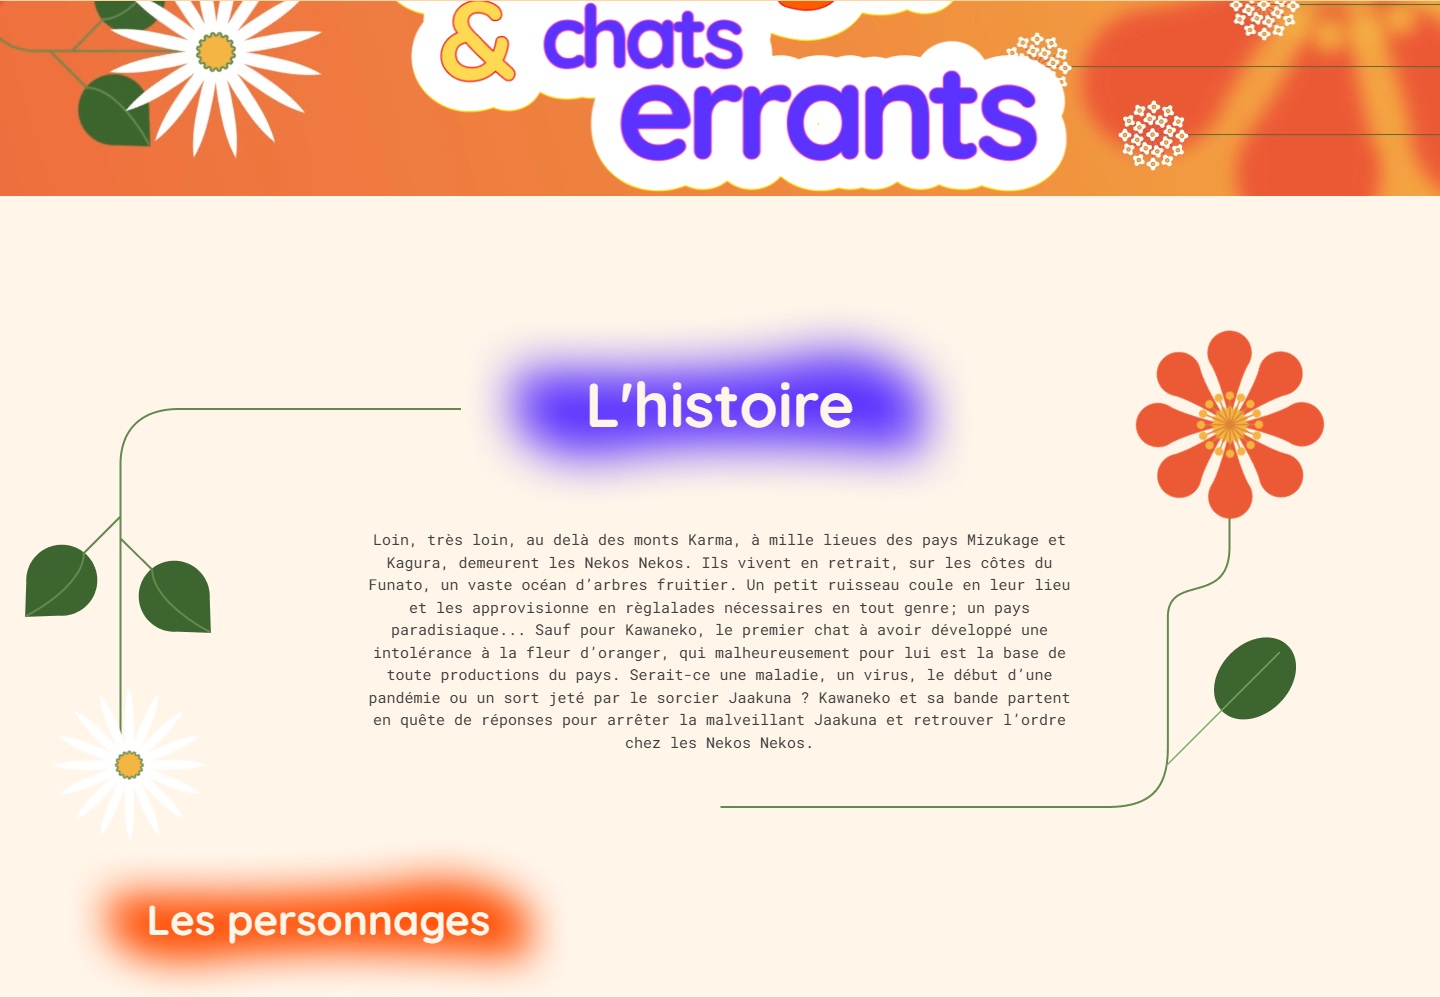 & chats
errants
L'histoire
Loin, très loin, au delà des monts Karma, à mille lieues des pays Mizukage et
Kagura, demeurent les Nekos Nekos. Ils vivent en retrait, sur les côtes du
Funato, un vaste océan d’arbres fruitier. Un petit ruisseau coule en leur lieu
et les approvisionne en règlalades nécessaires en tout genre; un pays
paradisiaque... Sauf pour Kawaneko, le premier chat à avoir développé une
intolérance à la fleur d’oranger, qui malheureusement pour lui est la base de
toute productions du pays. Serait-ce une maladie, un virus, le début d’une
pandémie ou un sort jeté par le sorcier Jaakuna ? Kawaneko et sa bande partent
en quête de réponses pour arrêter la malveillant Jaakuna et retrouver l’ordre
chez les Nekos Nekos.
Les personnages